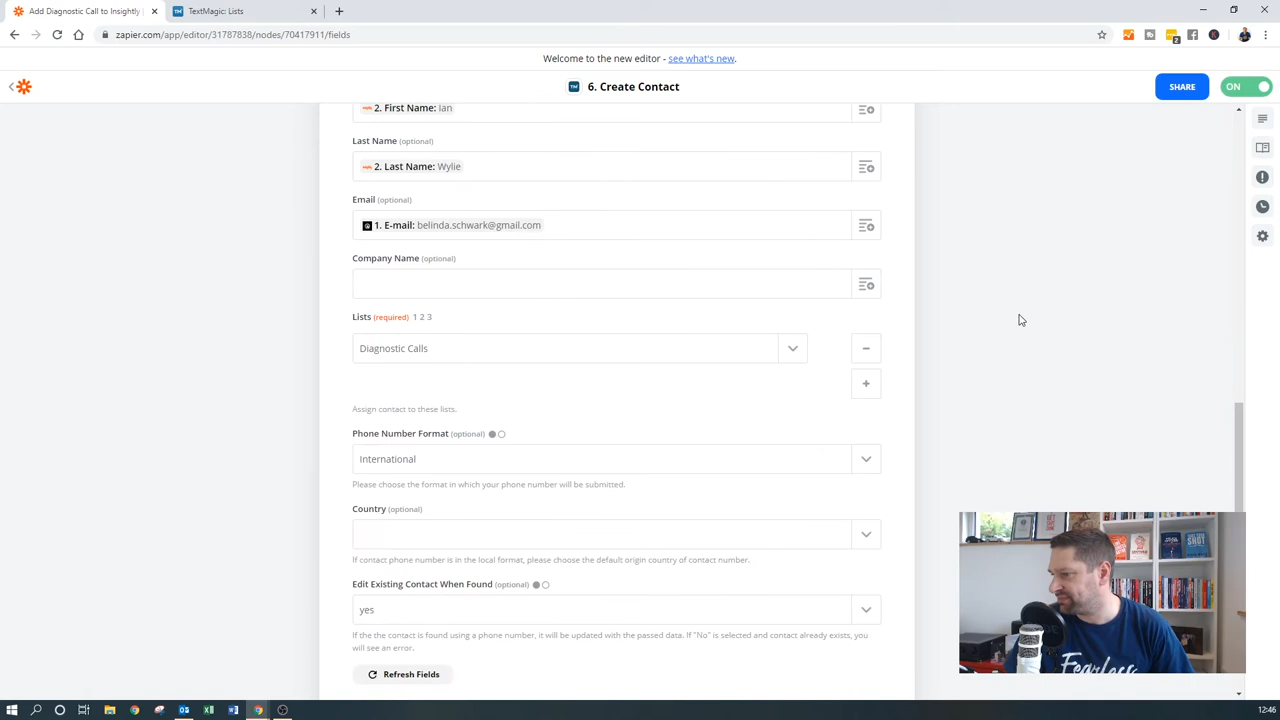 Add Diagnostic Call to Insightly
TextMagic: Lists
zapier.com/app/editor/31787838/nodes/70417911/fields
Welcome to the new editor - see what's new.
6. Create Contact
SHARE
ON
2. First Name: Ian
Last Name (optional)
2. Last Name: Wylie
Email (optional)
1. E-mail: belinda.schwark@gmail.com
Company Name (optional)
Lists (required) 1 2 3
Diagnostic Calls
Assign contact to these lists.
Phone Number Format (optional)
International
Please choose the format in which your phone number will be submitted.
Country (optional)
If contact phone number is in the local format, please choose the default origin country of contact number.
Edit Existing Contact When Found (optional)
yes
If the the contact is found using a phone number, it will be updated with the passed data. If "No" is selected and contact already exists, you
will see an error.
Refresh Fields
Fearless
12:46